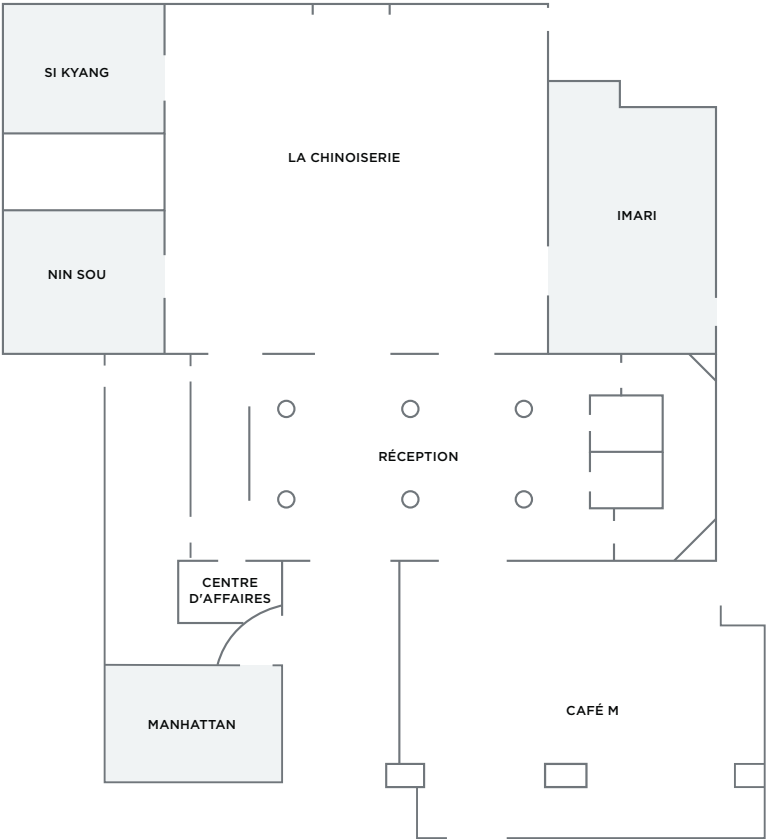 SI KYANG
LA CHINOISERIE
IMARI
NIN SOU
RÉCEPTION
CENTRE
D'AFFAIRES
CAFÉ M
MANHATTAN